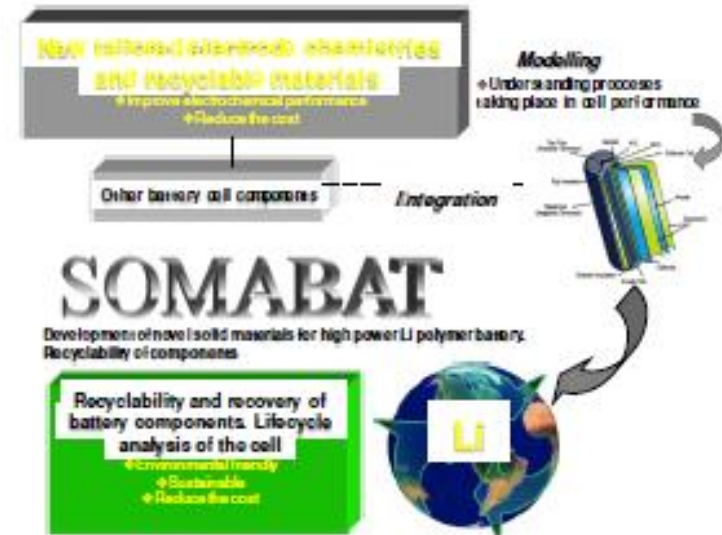 New tailored electrode chemistries
and recyclable materials
❖Improve electrochemical performance
❖Reduce the cost
Modelling
❖Understanding processes
taking place in cell performance
Other battery cell components
Integration
SOMABAT
Development of novel solid materials for high power Li polymer battery.
Recyclability of components
Recyclability and recovery of
battery components. Lifecycle
analysis of the cell
❖Environmental friendly
❖Sustainable
❖Reduce the cost
Li